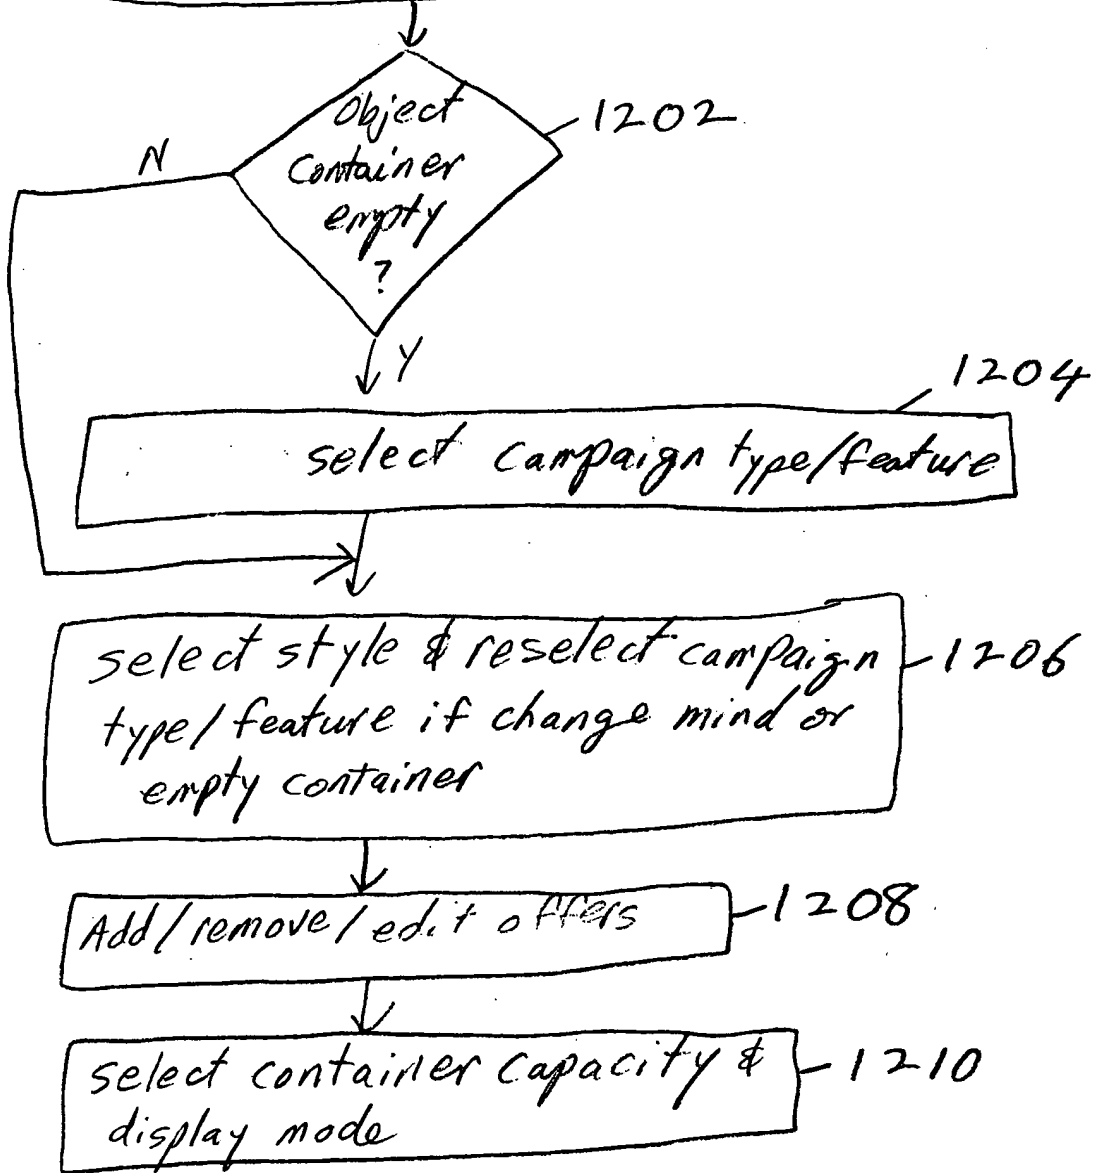 Object
Container
empty
?
1202
N
Y
1204
select campaign type/feature
select style & reselect campaign
type/feature if change mind or
empty container
1206
Add/remove/edit offers
1208
select container capacity &
display mode
1210